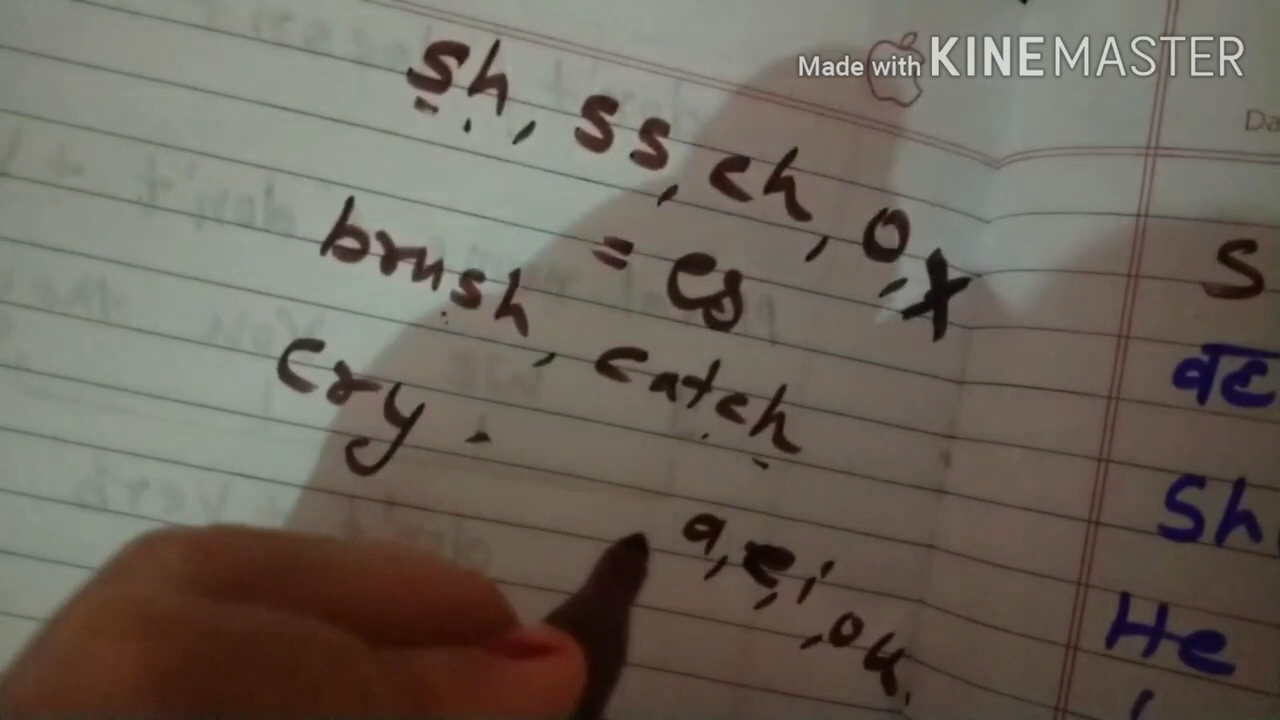 Made with KINEMASTER
sh, ss, ch, o, x
= es
brush, catch
cry.
a, e, i, o u.
S
Sh
He